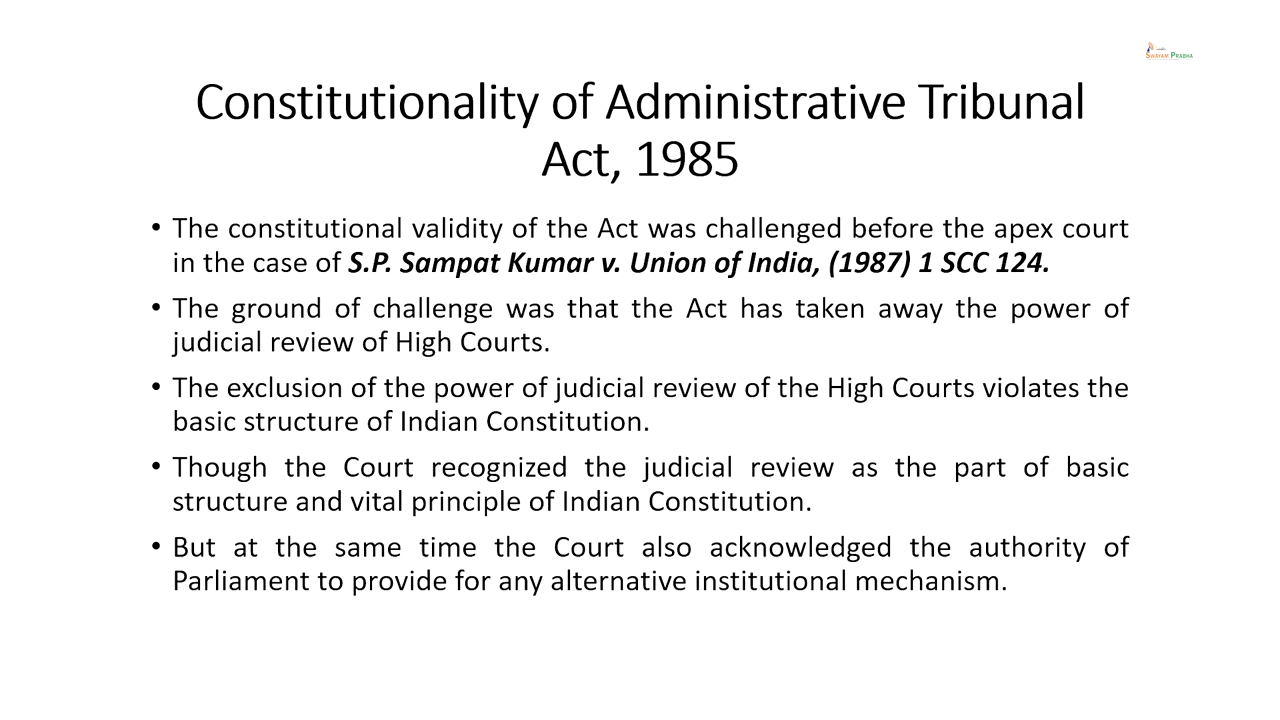 SWAYAM PRABHA
Constitutionality of Administrative Tribunal
Act, 1985
• The constitutional validity of the Act was challenged before the apex court
in the case of S.P. Sampat Kumar v. Union of India, (1987) 1 SCC 124.
• The ground of challenge was that the Act has taken away the power of
judicial review of High Courts.
• The exclusion of the power of judicial review of the High Courts violates the
basic structure of Indian Constitution.
• Though the Court recognized the judicial review as the part of basic
structure and vital principle of Indian Constitution.
• But at the same time the Court also acknowledged the authority of
Parliament to provide for any alternative institutional mechanism.